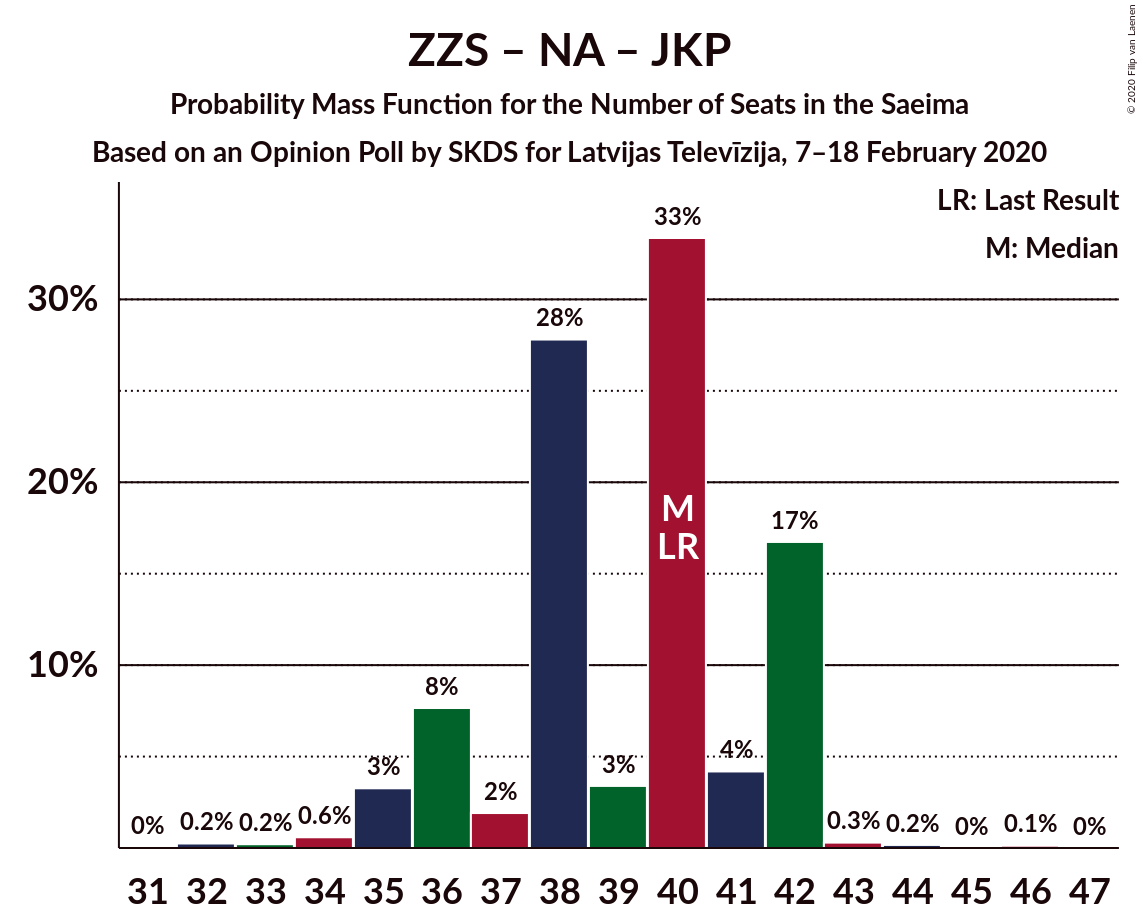 ZZS – NA – JKP
Probability Mass Function for the Number of Seats in the Saeima
Based on an Opinion Poll by SKDS for Latvijas Televīzija, 7–18 February 2020
© 2020 Filip van Laenen
LR: Last Result
M: Median
30%
20%
10%
0% 0.2% 0.2% 0.6% 3% 8% 2% 28% 3% 33% 4% 17% 0.3% 0.2% 0% 0.1% 0%
M
LR
31 32 33 34 35 36 37 38 39 40 41 42 43 44 45 46 47